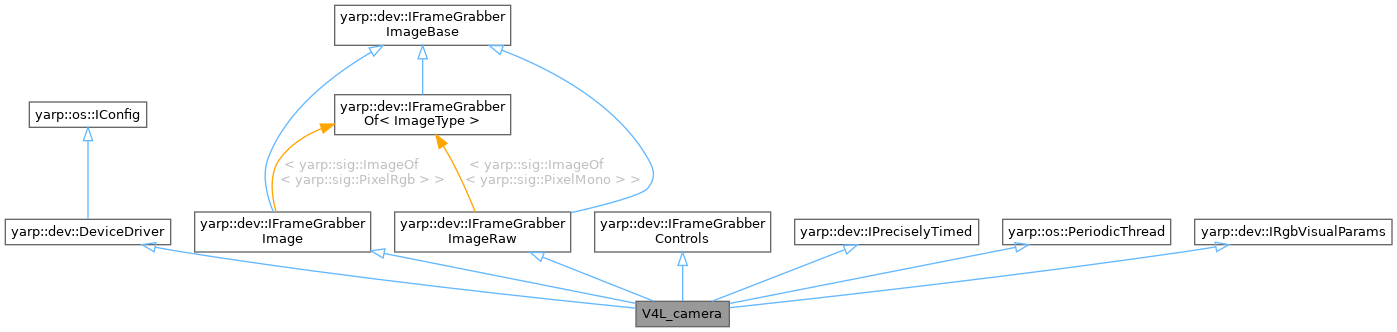 yarp::dev::IFrameGrabber
ImageBase
yarp::os::IConfig
yarp::dev::IFrameGrabber
Of< ImageType >
< yarp::sig::ImageOf
< yarp::sig::PixelRgb > >
< yarp::sig::ImageOf
< yarp::sig::PixelMono > >
yarp::dev::DeviceDriver
yarp::dev::IFrameGrabber
Image
yarp::dev::IFrameGrabber
ImageRaw
yarp::dev::IFrameGrabber
Controls
yarp::dev::IPreciselyTimed
yarp::os::PeriodicThread
yarp::dev::IRgbVisualParams
V4L_camera